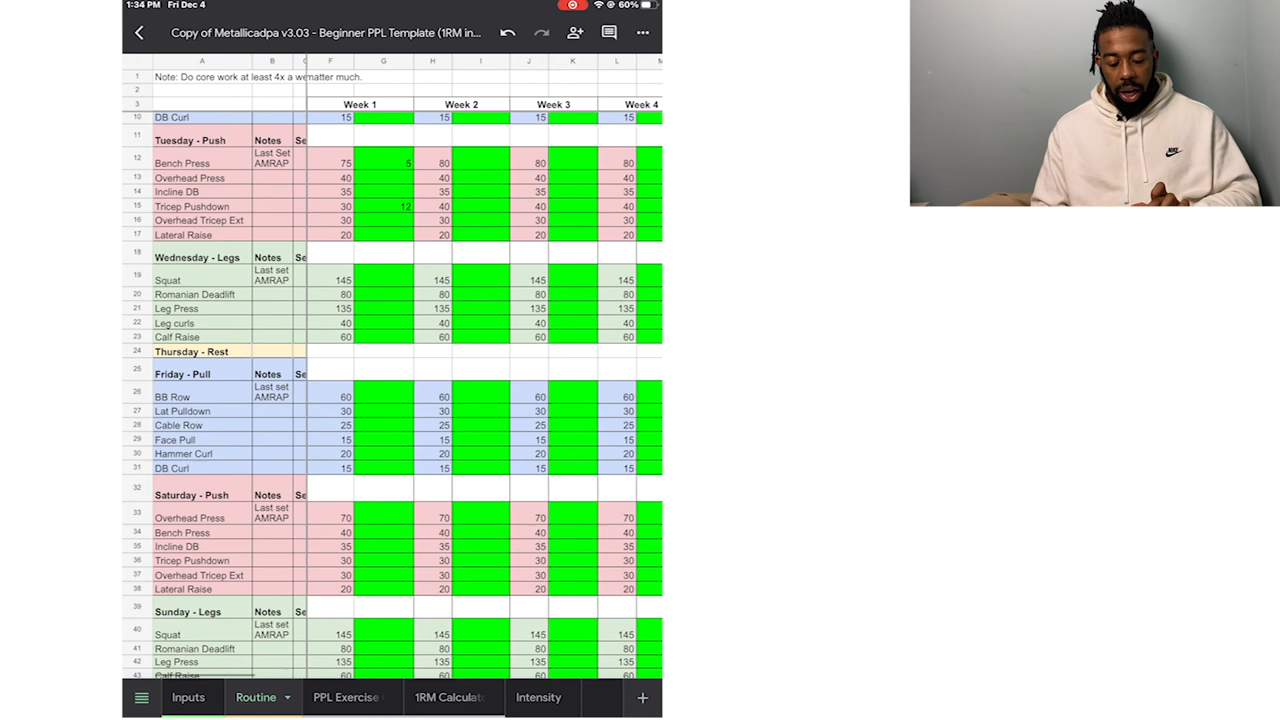 1:34 PM Fri Dec 4 60%
Copy of Metallicadpa v3.03 - Beginner PPL Template (1RM in...
A B C F G H I J K L M
1 Note: Do core work at least 4x a we matter much.
2
3 Week 1 Week 2 Week 3 Week 4
10 DB Curl 15 15 15 15
11 Tuesday - Push Notes Se
12 Bench Press Last Set AMRAP 75 5 80 80 80
13 Overhead Press 40 40 40 40
14 Incline DB 35 35 35 35
15 Tricep Pushdown 30 12 40 40 40
16 Overhead Tricep Ext 30 30 30 30
17 Lateral Raise 20 20 20 20
18 Wednesday - Legs Notes Se
19 Squat Last set AMRAP 145 145 145 145
20 Romanian Deadlift 80 80 80 80
21 Leg Press 135 135 135 135
22 Leg curls 40 40 40 40
23 Calf Raise 60 60 60 60
24 Thursday - Rest
25 Friday - Pull Notes Se
26 BB Row Last set AMRAP 60 60 60 60
27 Lat Pulldown 30 30 30 30
28 Cable Row 25 25 25 25
29 Face Pull 15 15 15 15
30 Hammer Curl 20 20 20 20
31 DB Curl 15 15 15 15
32 Saturday - Push Notes Se
33 Overhead Press Last set AMRAP 70 70 70 70
34 Bench Press 40 40 40 40
35 Incline DB 35 35 35 35
36 Tricep Pushdown 30 30 30 30
37 Overhead Tricep Ext 30 30 30 30
38 Lateral Raise 20 20 20 20
39 Sunday - Legs Notes Se
40 Squat Last set AMRAP 145 145 145 145
41 Romanian Deadlift 80 80 80 80
42 Leg Press 135 135 135 135
43 Calf Raise 60 60 60 60
Inputs Routine PPL Exercise 1RM Calculat Intensity
NIKE